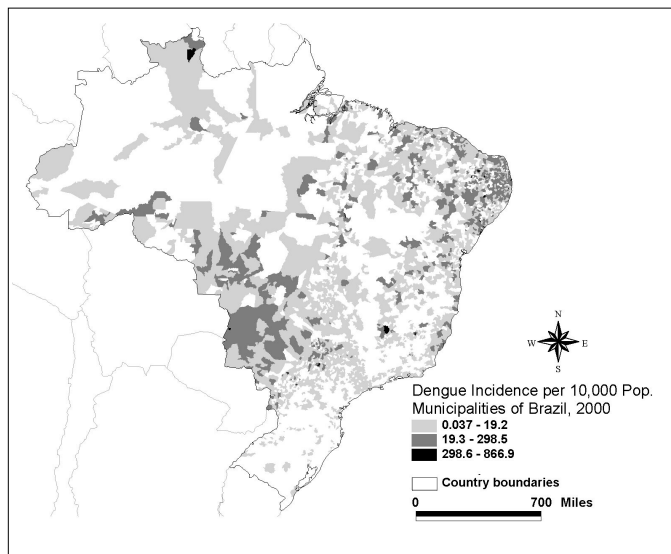 N
W E
S
Dengue Incidence per 10,000 Pop.
Municipalities of Brazil, 2000
0.037 - 19.2
19.3 - 298.5
298.6 - 866.9
Country boundaries
0 700 Miles